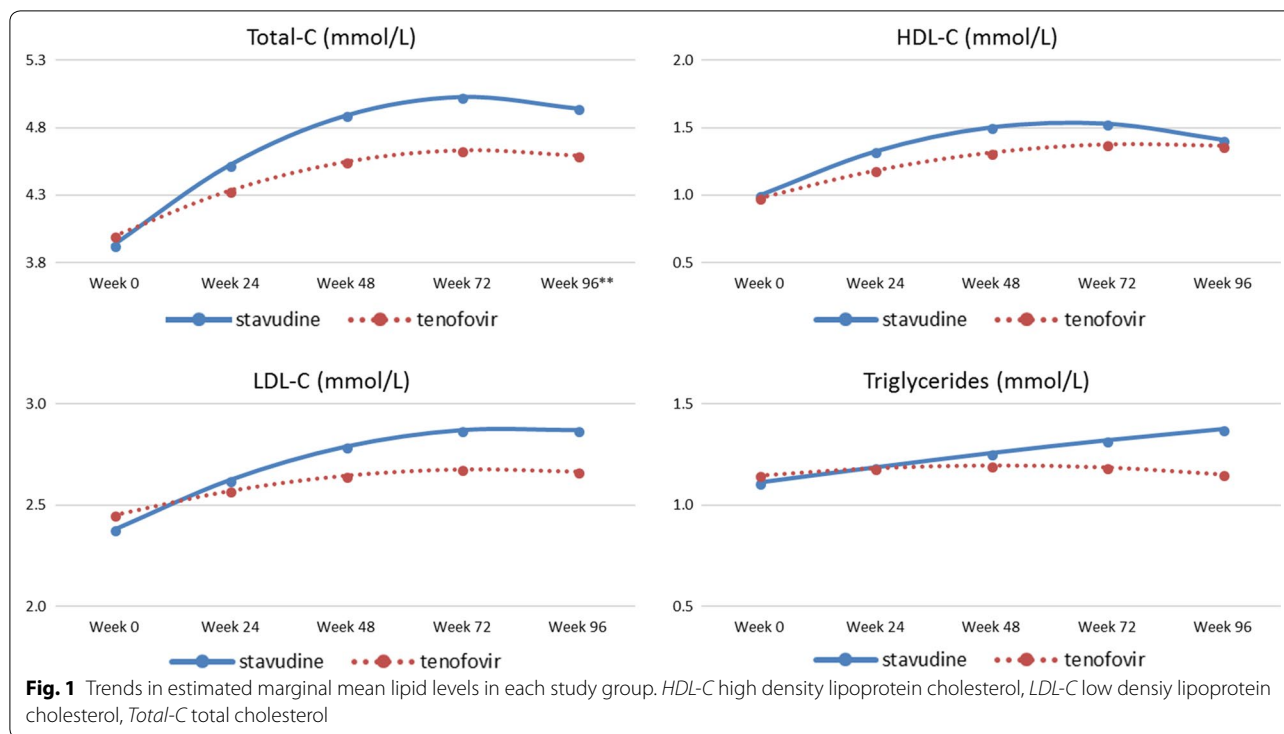 Total-C (mmol/L)
5.3
4.8
4.3
3.8
Week 0 Week 24 Week 48 Week 72 Week 96**
stavudine tenofovir
HDL-C (mmol/L)
2.0
1.5
1.0
0.5
Week 0 Week 24 Week 48 Week 72 Week 96
stavudine tenofovir
LDL-C (mmol/L)
3.0
2.5
2.0
Week 0 Week 24 Week 48 Week 72 Week 96
stavudine tenofovir
Triglycerides (mmol/L)
1.5
1.0
0.5
Week 0 Week 24 Week 48 Week 72 Week 96
stavudine tenofovir
Fig. 1 Trends in estimated marginal mean lipid levels in each study group. HDL-C high density lipoprotein cholesterol, LDL-C low densiy lipoprotein
cholesterol, Total-C total cholesterol